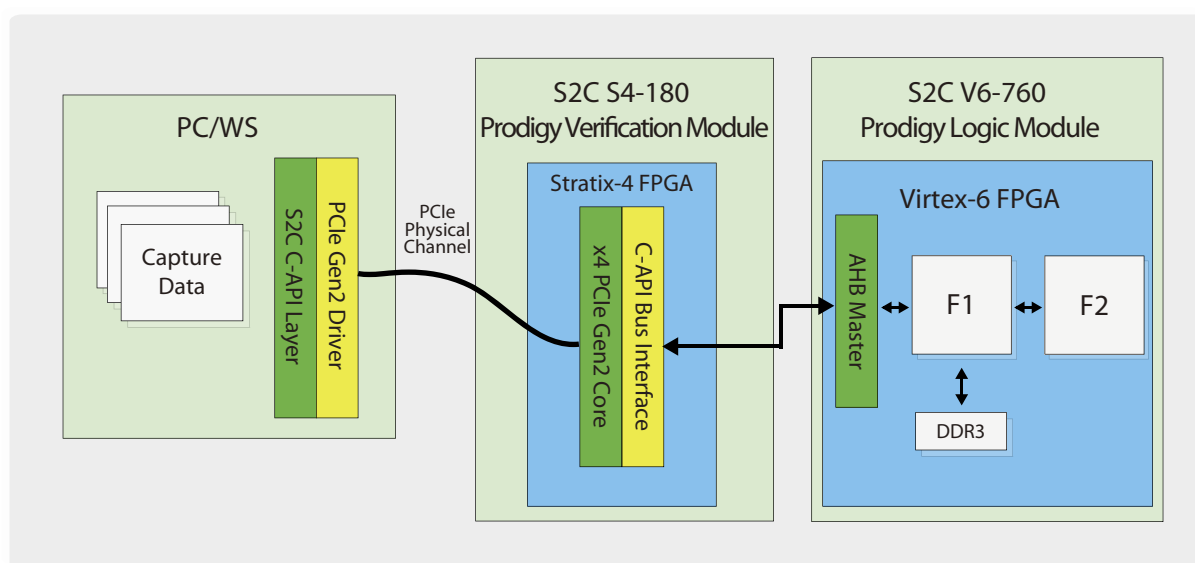 PC/WS
Capture
Data
S2C C-API Layer
PCIe Gen2 Driver
PCIe
Physical
Channel
S2C S4-180
Prodigy Verification Module
Stratix-4 FPGA
x4 PCIe Gen2 Core
C-API Bus Interface
S2C V6-760
Prodigy Logic Module
Virtex-6 FPGA
AHB Master
F1
F2
DDR3